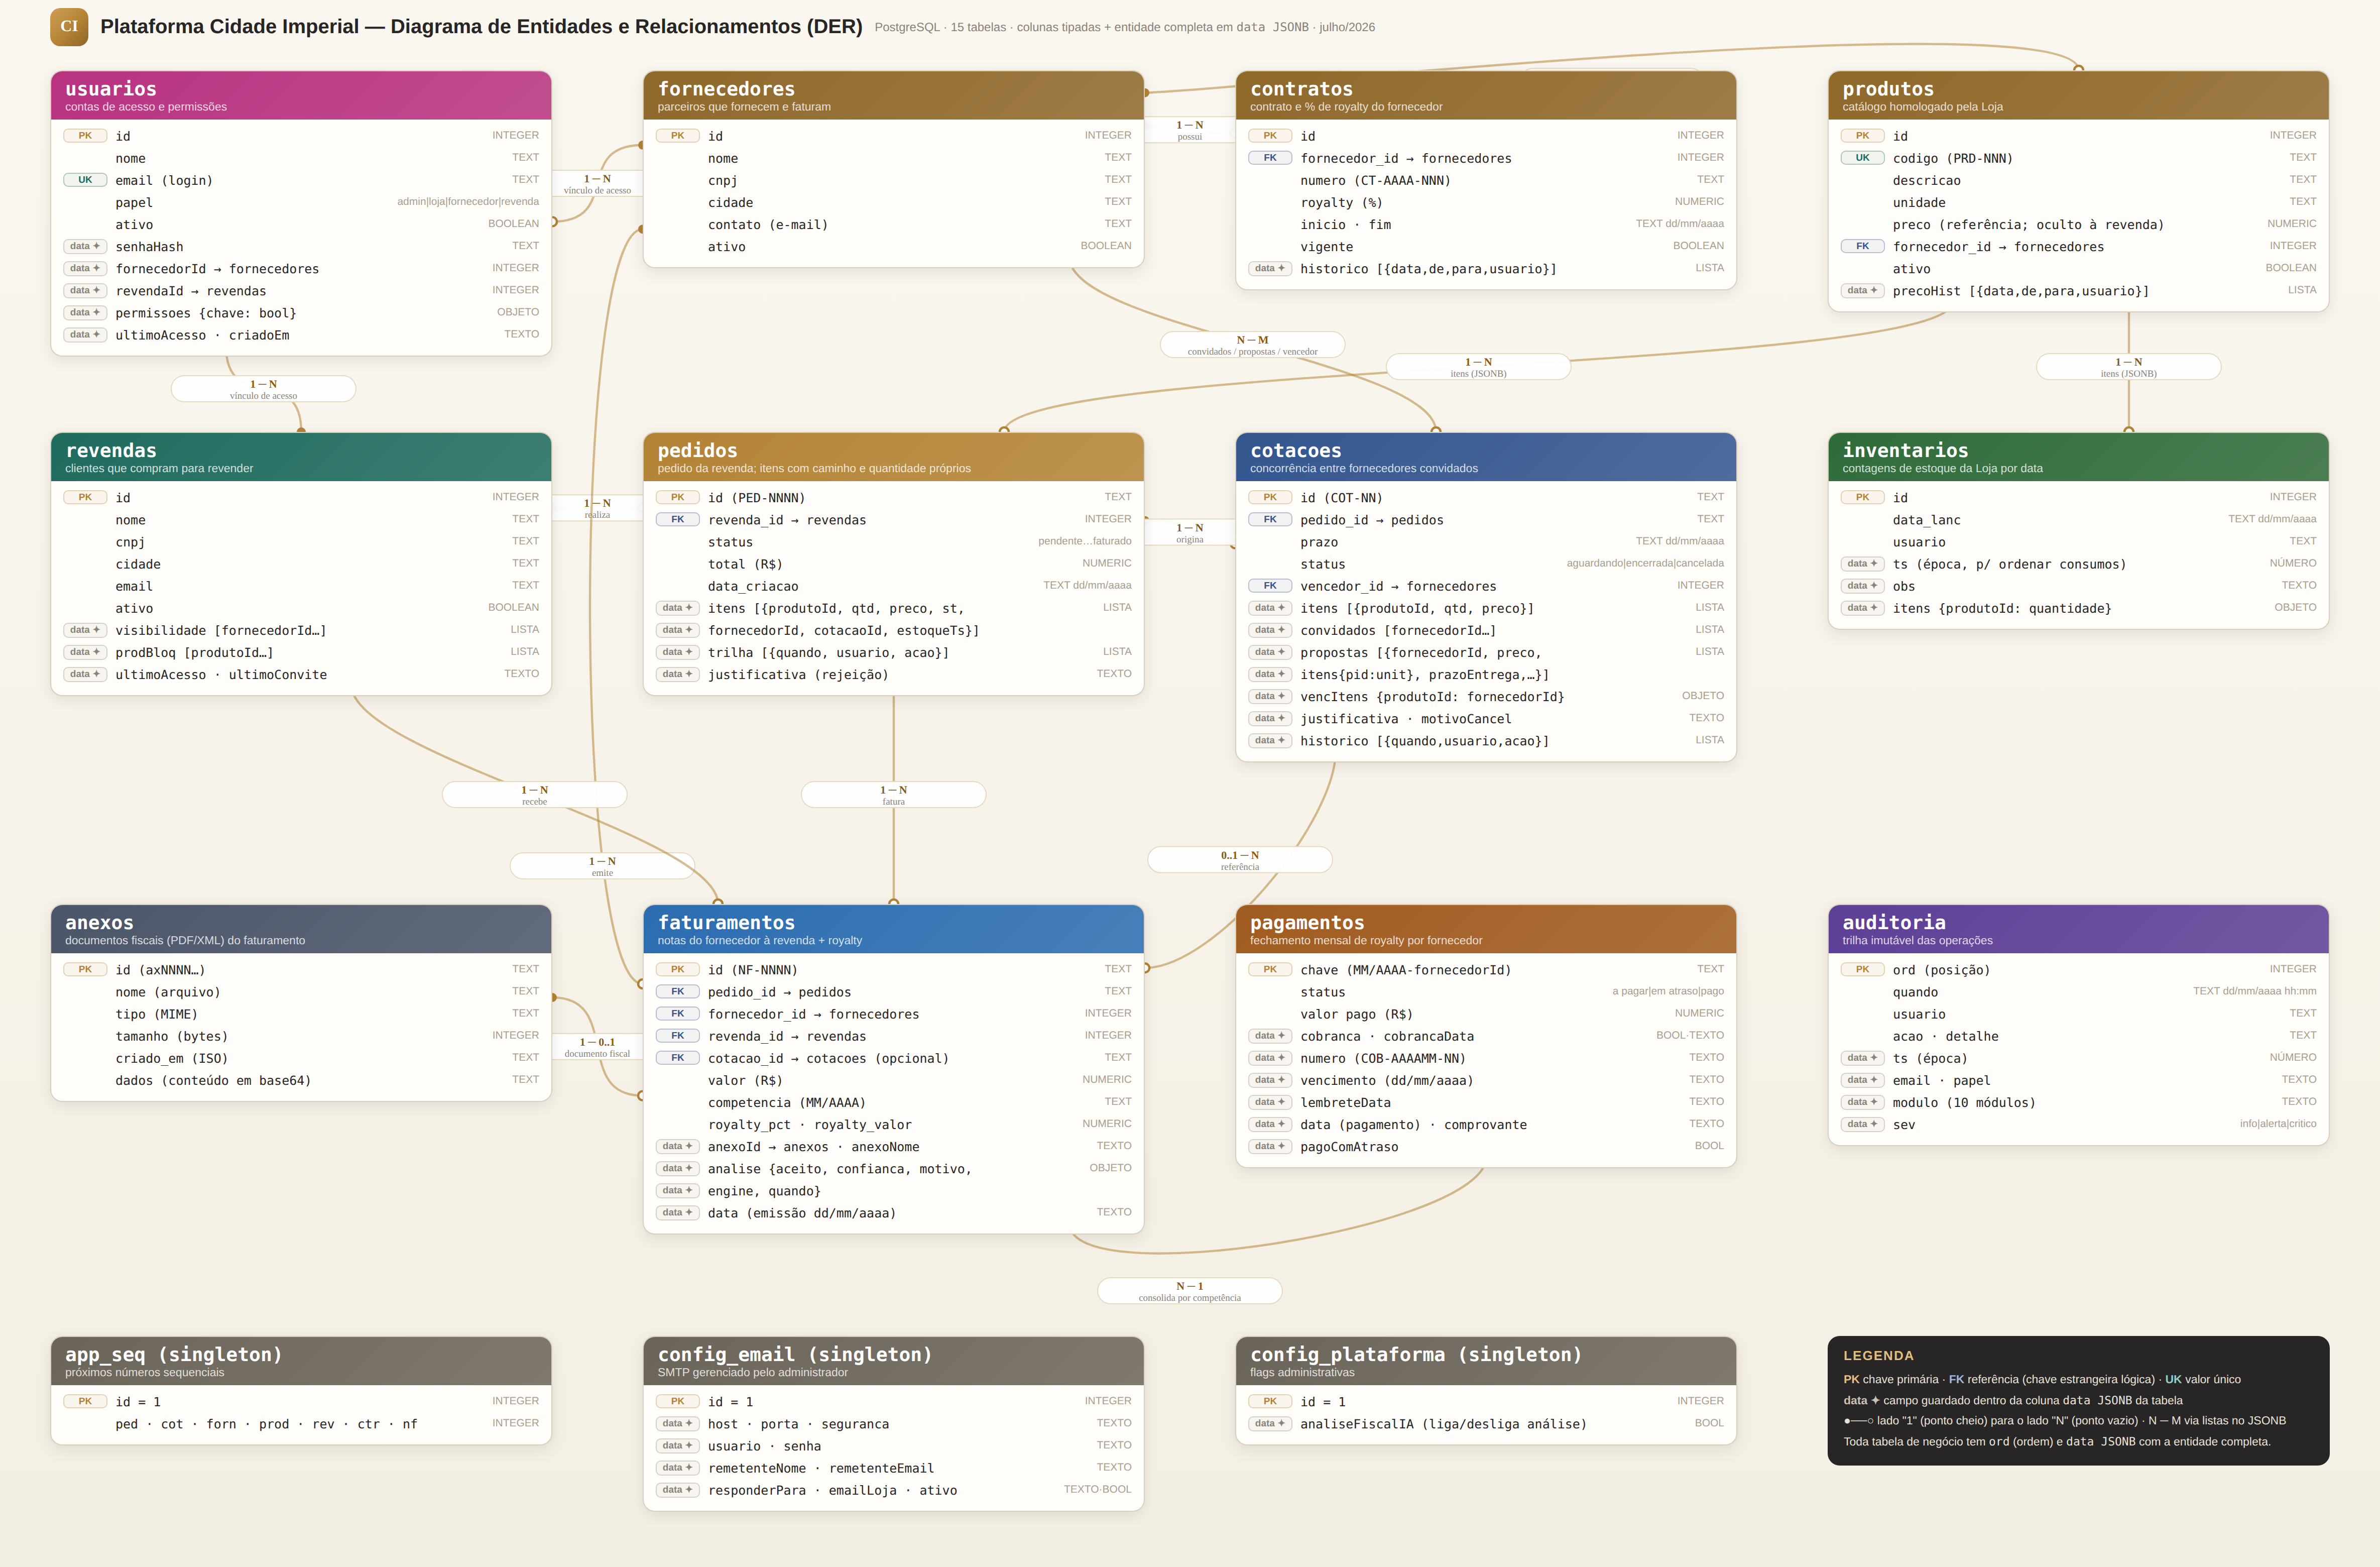 CI
Plataforma Cidade Imperial — Diagrama de Entidades e Relacionamentos (DER) PostgreSQL · 15 tabelas · colunas tipadas + entidade completa em data JSONB · julho/2026
usuarios
contas de acesso e permissões
PK id INTEGER
nome TEXT
UK email (login) TEXT
papel admin|loja|fornecedor|revenda
ativo BOOLEAN
data ✦ senhaHash TEXT
data ✦ fornecedorId → fornecedores INTEGER
data ✦ revendaId → revendas INTEGER
data ✦ permissoes {chave: bool} OBJETO
data ✦ ultimoAcesso · criadoEm TEXTO
1 — N
vínculo de acesso
fornecedores
parceiros que fornecem e faturam
PK id INTEGER
nome TEXT
cnpj TEXT
cidade TEXT
contato (e-mail) TEXT
ativo BOOLEAN
1 — N
possui
contratos
contrato e % de royalty do fornecedor
PK id INTEGER
FK fornecedor_id → fornecedores INTEGER
numero (CT-AAAA-NNN) TEXT
royalty (%) NUMERIC
inicio · fim TEXT dd/mm/aaaa
vigente BOOLEAN
data ✦ historico [{data,de,para,usuario}] LISTA
produtos
catálogo homologado pela Loja
PK id INTEGER
UK codigo (PRD-NNN) TEXT
descricao TEXT
unidade TEXT
preco (referência; oculto à revenda) NUMERIC
FK fornecedor_id → fornecedores INTEGER
ativo BOOLEAN
data ✦ precoHist [{data,de,para,usuario}] LISTA
N — M
convidados / propostas / vencedor
1 — N
itens (JSONB)
1 — N
itens (JSONB)
1 — N
vínculo de acesso
revendas
clientes que compram para revender
PK id INTEGER
nome TEXT
cnpj TEXT
cidade TEXT
email TEXT
ativo BOOLEAN
data ✦ visibilidade [fornecedorId…] LISTA
data ✦ prodBloq [produtoId…] LISTA
data ✦ ultimoAcesso · ultimoConvite TEXTO
1 — N
realiza
pedidos
pedido da revenda; itens com caminho e quantidade próprios
PK id (PED-NNNN) TEXT
FK revenda_id → revendas INTEGER
status pendente…faturado
total (R$) NUMERIC
data_criacao TEXT dd/mm/aaaa
data ✦ itens [{produtoId, qtd, preco, st, LISTA
data ✦ fornecedorId, cotacaoId, estoqueTs}]
data ✦ trilha [{quando, usuario, acao}] LISTA
data ✦ justificativa (rejeição) TEXTO
1 — N
origina
cotacoes
concorrência entre fornecedores convidados
PK id (COT-NN) TEXT
FK pedido_id → pedidos TEXT
prazo TEXT dd/mm/aaaa
status aguardando|encerrada|cancelada
FK vencedor_id → fornecedores INTEGER
data ✦ itens [{produtoId, qtd, preco}] LISTA
data ✦ convidados [fornecedorId…] LISTA
data ✦ propostas [{fornecedorId, preco, LISTA
data ✦ itens{pid:unit}, prazoEntrega,…}]
data ✦ vencItens {produtoId: fornecedorId} OBJETO
data ✦ justificativa · motivoCancel TEXTO
data ✦ historico [{quando,usuario,acao}] LISTA
inventarios
contagens de estoque da Loja por data
PK id INTEGER
data_lanc TEXT dd/mm/aaaa
usuario TEXT
data ✦ ts (época, p/ ordenar consumos) NÚMERO
data ✦ obs TEXTO
data ✦ itens {produtoId: quantidade} OBJETO
1 — N
recebe
1 — N
fatura
1 — N
emite
0..1 — N
referência
anexos
documentos fiscais (PDF/XML) do faturamento
PK id (axNNNN…) TEXT
nome (arquivo) TEXT
tipo (MIME) TEXT
tamanho (bytes) INTEGER
criado_em (ISO) TEXT
dados (conteúdo em base64) TEXT
1 — 0..1
documento fiscal
faturamentos
notas do fornecedor à revenda + royalty
PK id (NF-NNNN) TEXT
FK pedido_id → pedidos TEXT
FK fornecedor_id → fornecedores INTEGER
FK revenda_id → revendas INTEGER
FK cotacao_id → cotacoes (opcional) TEXT
valor (R$) NUMERIC
competencia (MM/AAAA) TEXT
royalty_pct · royalty_valor NUMERIC
data ✦ anexoId → anexos · anexoNome TEXTO
data ✦ analise {aceito, confianca, motivo, OBJETO
data ✦ engine, quando}
data ✦ data (emissão dd/mm/aaaa) TEXTO
pagamentos
fechamento mensal de royalty por fornecedor
PK chave (MM/AAAA-fornecedorId) TEXT
status a pagar|em atraso|pago
valor pago (R$) NUMERIC
data ✦ cobranca · cobrancaData BOOL·TEXTO
data ✦ numero (COB-AAAAMM-NN) TEXTO
data ✦ vencimento (dd/mm/aaaa) TEXTO
data ✦ lembreteData TEXTO
data ✦ data (pagamento) · comprovante TEXTO
data ✦ pagoComAtraso BOOL
auditoria
trilha imutável das operações
PK ord (posição) INTEGER
quando TEXT dd/mm/aaaa hh:mm
usuario TEXT
acao · detalhe TEXT
data ✦ ts (época) NÚMERO
data ✦ email · papel TEXTO
data ✦ modulo (10 módulos) TEXTO
data ✦ sev info|alerta|critico
N — 1
consolida por competência
app_seq (singleton)
próximos números sequenciais
PK id = 1 INTEGER
ped · cot · forn · prod · rev · ctr · nf INTEGER
config_email (singleton)
SMTP gerenciado pelo administrador
PK id = 1 INTEGER
data ✦ host · porta · seguranca TEXTO
data ✦ usuario · senha TEXTO
data ✦ remetenteNome · remetenteEmail TEXTO
data ✦ responderPara · emailLoja · ativo TEXTO·BOOL
config_plataforma (singleton)
flags administrativas
PK id = 1 INTEGER
data ✦ analiseFiscalIA (liga/desliga análise) BOOL
LEGENDA
PK chave primária · FK referência (chave estrangeira lógica) · UK valor único
data ✦ campo guardado dentro da coluna data JSONB da tabela
●──○ lado "1" (ponto cheio) para o lado "N" (ponto vazio) · N — M via listas no JSONB
Toda tabela de negócio tem ord (ordem) e data JSONB com a entidade completa.